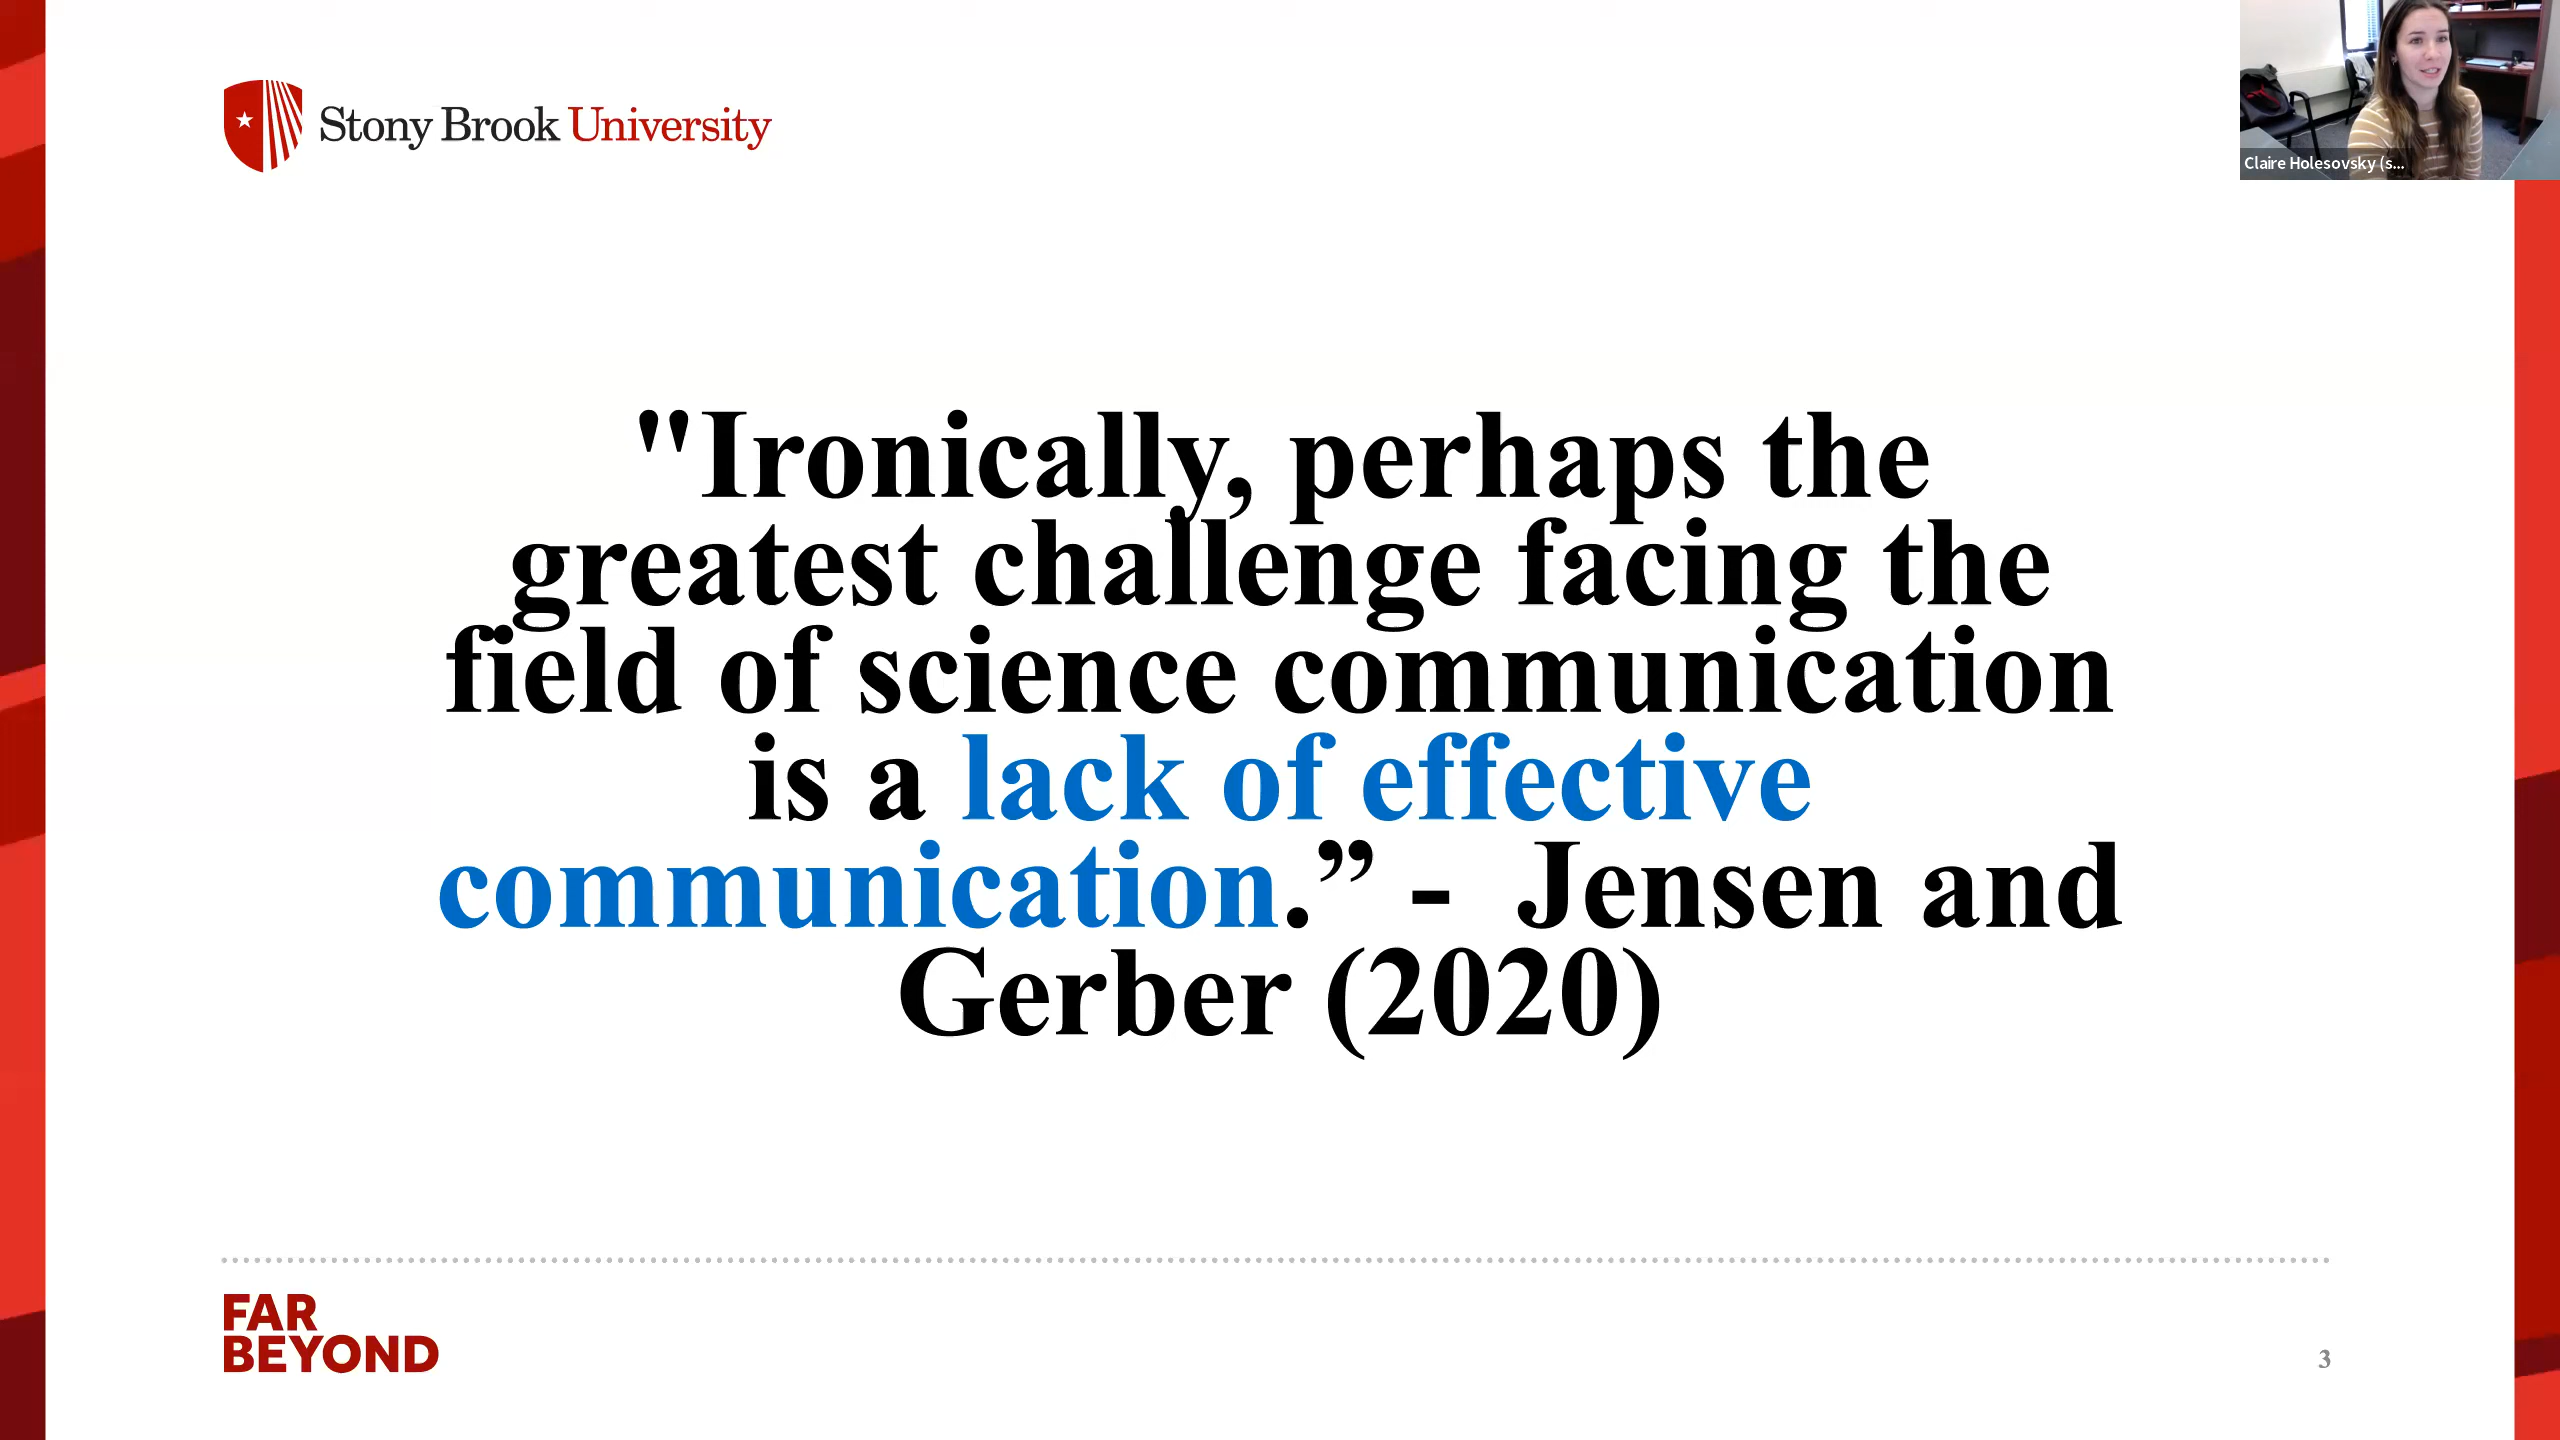 Stony Brook University
Claire Holesovsky (s...
"Ironically, perhaps the
greatest challenge facing the
field of science communication
is a lack of effective
communication.” - Jensen and
Gerber (2020)
FAR
BEYOND
3